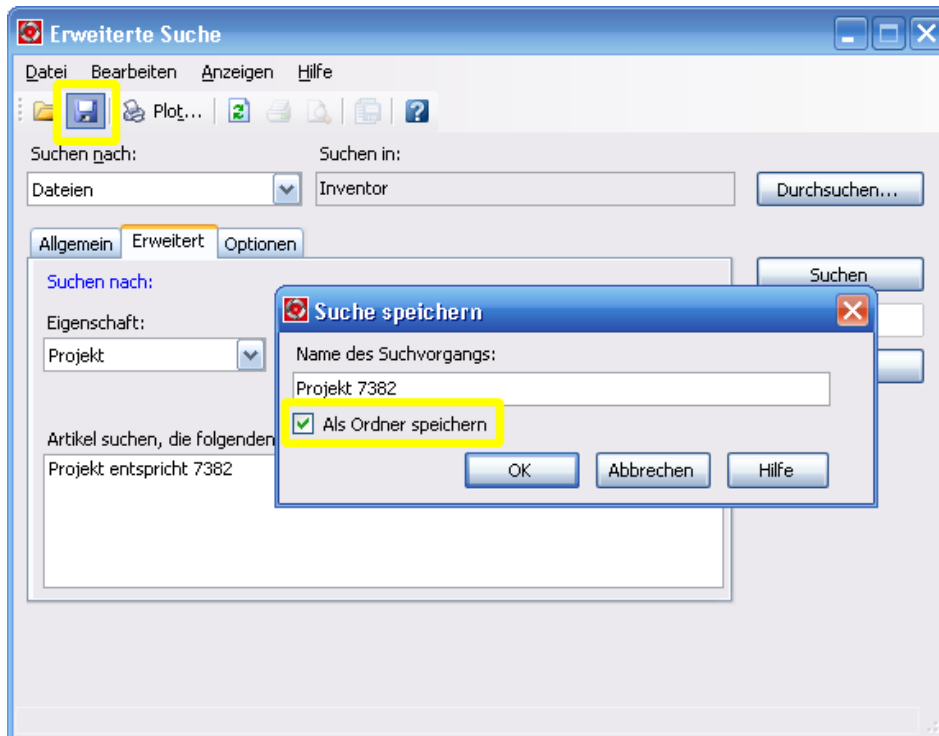 Erweiterte Suche
Datei Bearbeiten Anzeigen Hilfe
Plot...
Suchen nach: Suchen in:
Dateien Inventor Durchsuchen...
Allgemein Erweitert Optionen
Suchen nach: Suchen
Suche speichern
Eigenschaft:
Name des Suchvorgangs:
Projekt
Projekt 7382
Als Ordner speichern
Artikel suchen, die folgenden
Projekt entspricht 7382
OK Abbrechen Hilfe